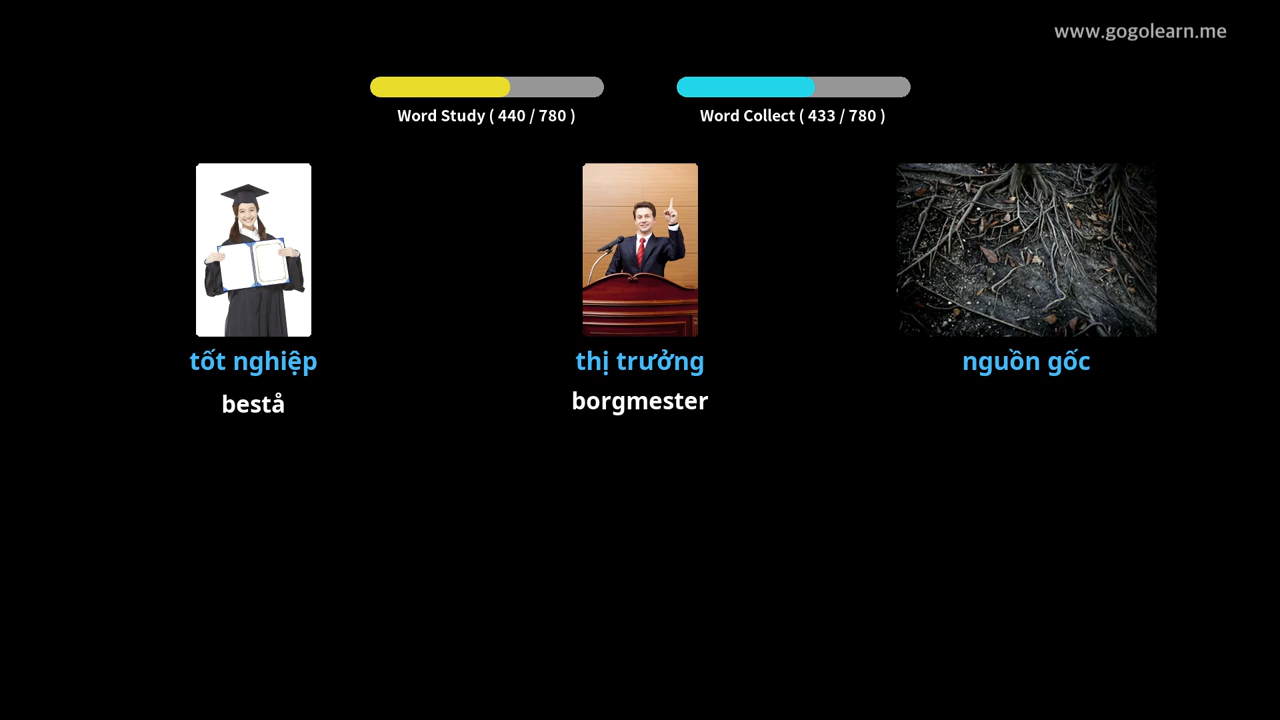 www.gogolearn.me
Word Study ( 440 / 780 )
Word Collect ( 433 / 780 )
tốt nghiệp
bestå
thị trưởng
borgmester
nguồn gốc